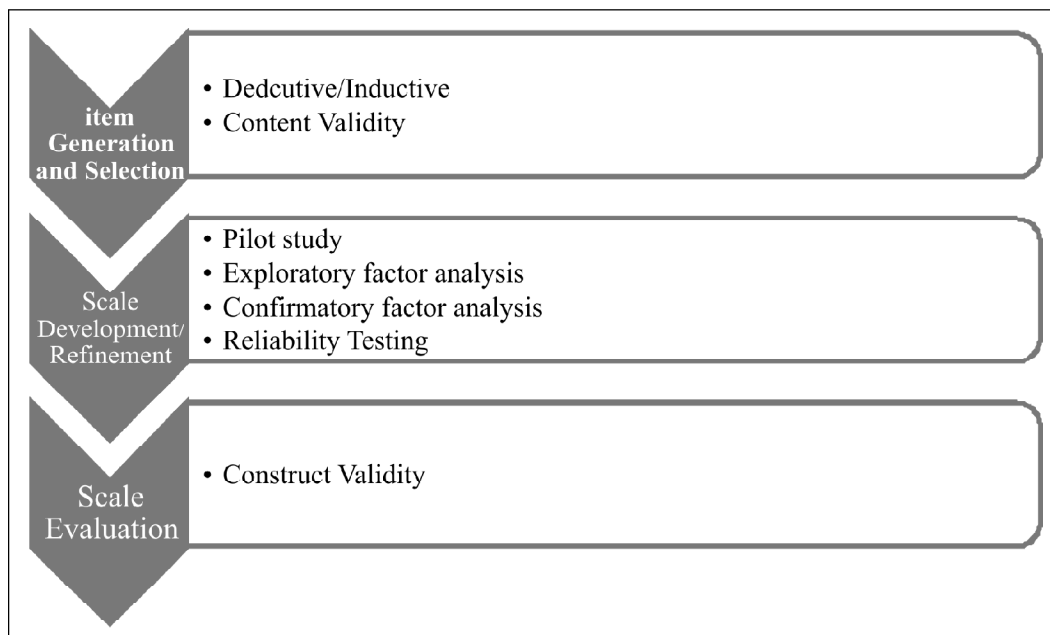 item
Generation
and Selection
• Dedcutive/Inductive
• Content Validity
Scale
Development/
Refinement
• Pilot study
• Exploratory factor analysis
• Confirmatory factor analysis
• Reliability Testing
Scale
Evaluation
• Construct Validity